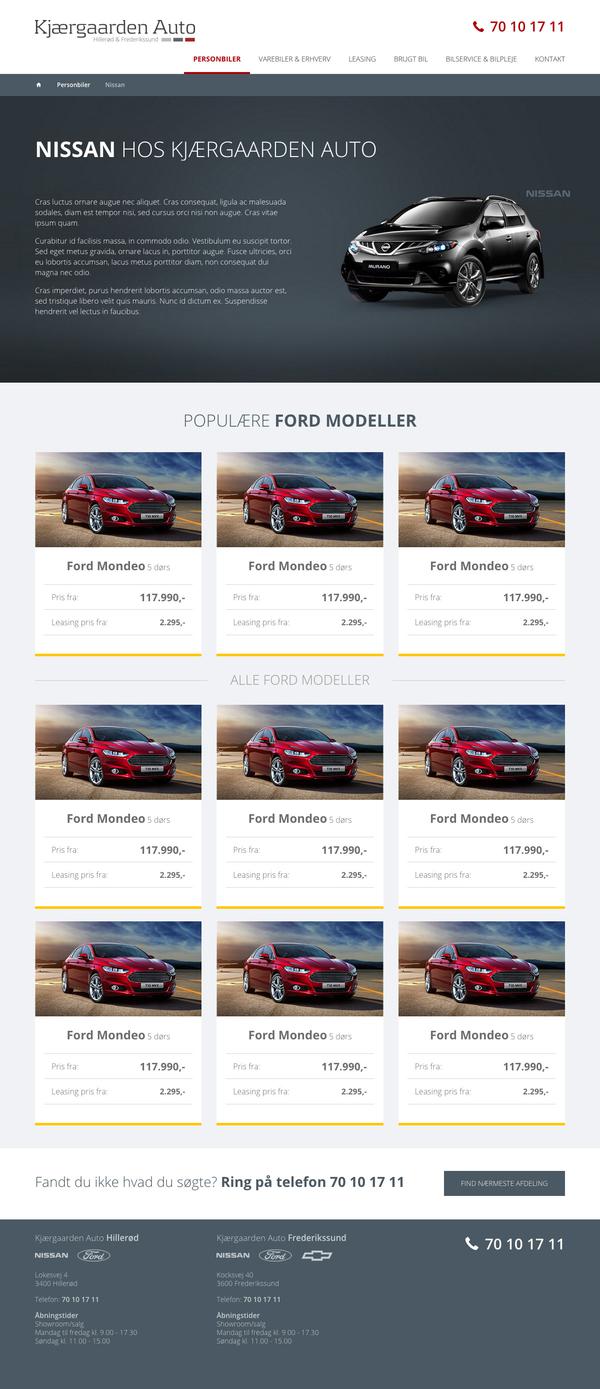 Kjærgaarden Auto
Hillerød & Frederikssund
70 10 17 11
PERSONBILER VAREBILER & ERHVERV LEASING BRUGT BIL BILSERVICE & BILPLEJE KONTAKT
Personbiler Nissan
NISSAN HOS KJÆRGAARDEN AUTO
NISSAN
Cras luctus ornare augue nec aliquet. Cras consequat, ligula ac malesuada
sodales, diam est tempor nisi, sed cursus orci nisi non augue. Cras vitae
ipsum quam.
Curabitur id facilisis massa, in commodo odio. Vestibulum eu suscipit tortor.
Sed eget metus gravida, ornare lacus in, porttitor augue. Fusce ultricies, orci
eu lobortis accumsan, lacus metus porttitor diam, non consequat dui
magna nec odio.
Cras imperdiet, purus hendrerit lobortis accumsan, odio massa auctor est,
sed tristique libero velit quis mauris. Nunc id dictum ex. Suspendisse
hendrerit vel lectus in faucibus.
MURANO
POPULÆRE FORD MODELLER
Ford Mondeo 5 dørs Ford Mondeo 5 dørs Ford Mondeo 5 dørs
Pris fra: 117.990,- Pris fra: 117.990,- Pris fra: 117.990,-
Leasing pris fra: 2.295,- Leasing pris fra: 2.295,- Leasing pris fra: 2.295,-
ALLE FORD MODELLER
Ford Mondeo 5 dørs Ford Mondeo 5 dørs Ford Mondeo 5 dørs
Pris fra: 117.990,- Pris fra: 117.990,- Pris fra: 117.990,-
Leasing pris fra: 2.295,- Leasing pris fra: 2.295,- Leasing pris fra: 2.295,-
Ford Mondeo 5 dørs Ford Mondeo 5 dørs Ford Mondeo 5 dørs
Pris fra: 117.990,- Pris fra: 117.990,- Pris fra: 117.990,-
Leasing pris fra: 2.295,- Leasing pris fra: 2.295,- Leasing pris fra: 2.295,-
Fandt du ikke hvad du søgte? Ring på telefon 70 10 17 11
FIND NÆRMESTE AFDELING
Kjærgaarden Auto Hillerød
NISSAN Ford
Lokesvej 4
3400 Hillerød
Telefon: 70 10 17 11
Åbningstider
Showroom/salg
Mandag til fredag kl. 9.00 - 17.30
Søndag kl. 11.00 - 15.00
Kjærgaarden Auto Frederikssund
NISSAN Ford
Kocksvej 40
3600 Frederikssund
Telefon: 70 10 17 11
Åbningstider
Showroom/salg
Mandag til fredag kl. 9.00 - 17.30
Søndag kl. 11.00 - 15.00
70 10 17 11